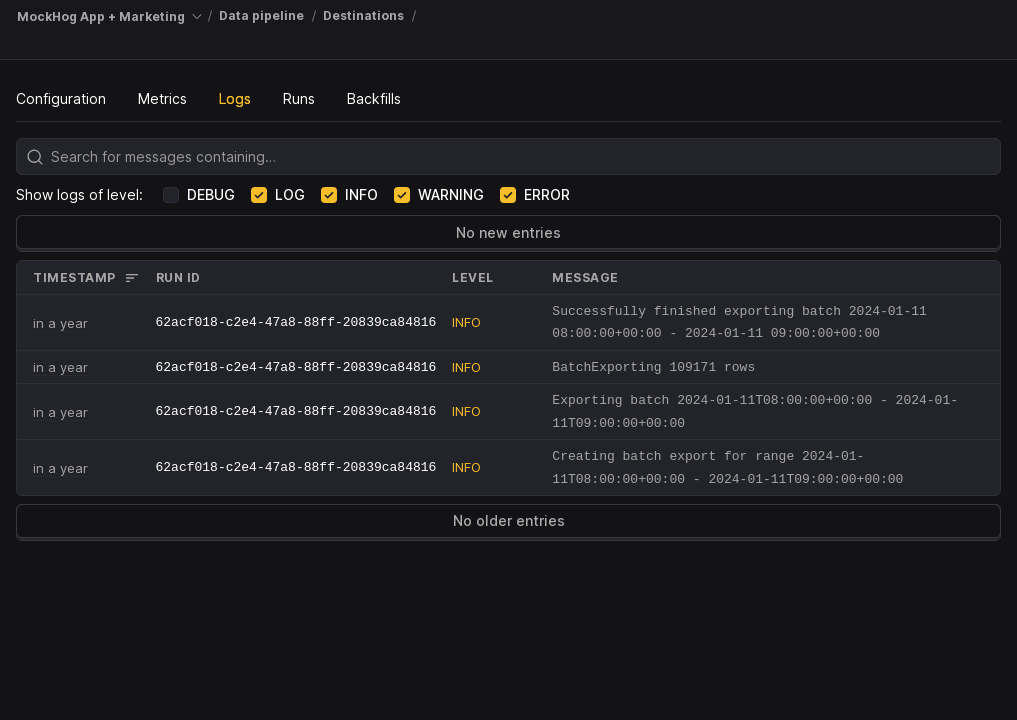 MockHog App + Marketing / Data pipeline / Destinations /
Configuration Metrics Logs Runs Backfills
Search for messages containing...
Show logs of level: DEBUG LOG INFO WARNING ERROR
No new entries
TIMESTAMP RUN ID LEVEL MESSAGE
in a year 62acf018-c2e4-47a8-88ff-20839ca84816 INFO Successfully finished exporting batch 2024-01-11
08:00:00+00:00 - 2024-01-11 09:00:00+00:00
in a year 62acf018-c2e4-47a8-88ff-20839ca84816 INFO BatchExporting 109171 rows
in a year 62acf018-c2e4-47a8-88ff-20839ca84816 INFO Exporting batch 2024-01-11T08:00:00+00:00 - 2024-01-
11T09:00:00+00:00
in a year 62acf018-c2e4-47a8-88ff-20839ca84816 INFO Creating batch export for range 2024-01-
11T08:00:00+00:00 - 2024-01-11T09:00:00+00:00
No older entries